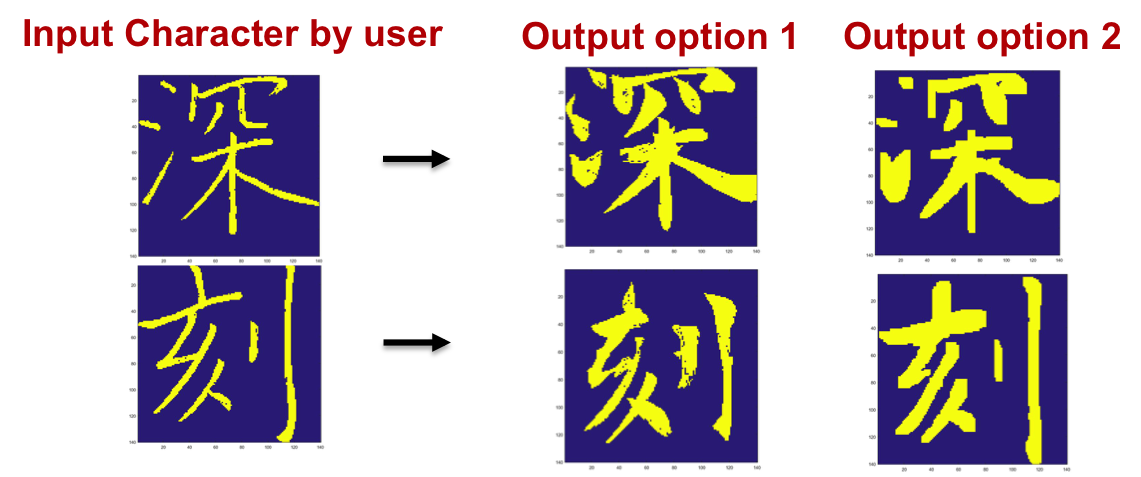 Input Character by user
Output option 1
Output option 2
深
深
深
刻
刻
刻